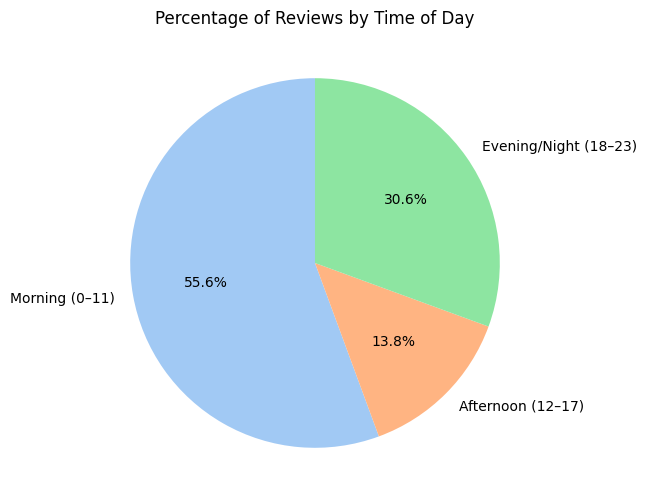 Percentage of Reviews by Time of Day
Evening/Night (18–23)
30.6%
55.6%
Morning (0–11)
13.8%
Afternoon (12–17)